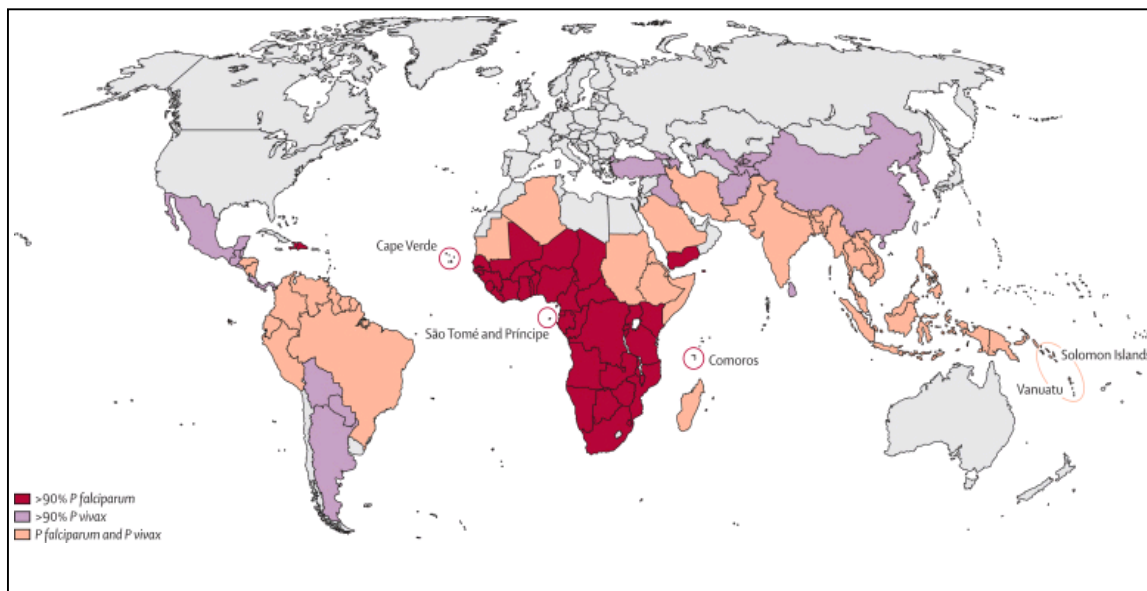 Cape Verde
São Tomé and Príncipe
Comoros
Solomon Islands
Vanuatu
>90% P falciparum
>90% P vivax
P falciparum and P vivax